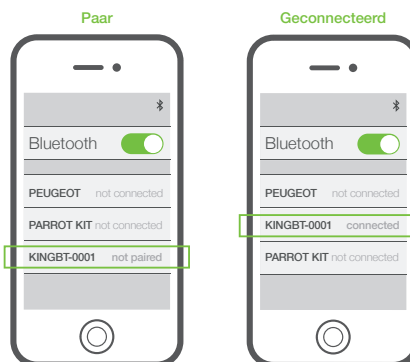 Paar
Bluetooth
PEUGEOT not connected
PARROT KIT not connected
KINGBT-0001 not paired
Geconnecteerd
Bluetooth
PEUGEOT not connected
KINGBT-0001 connected
PARROT KIT not connected